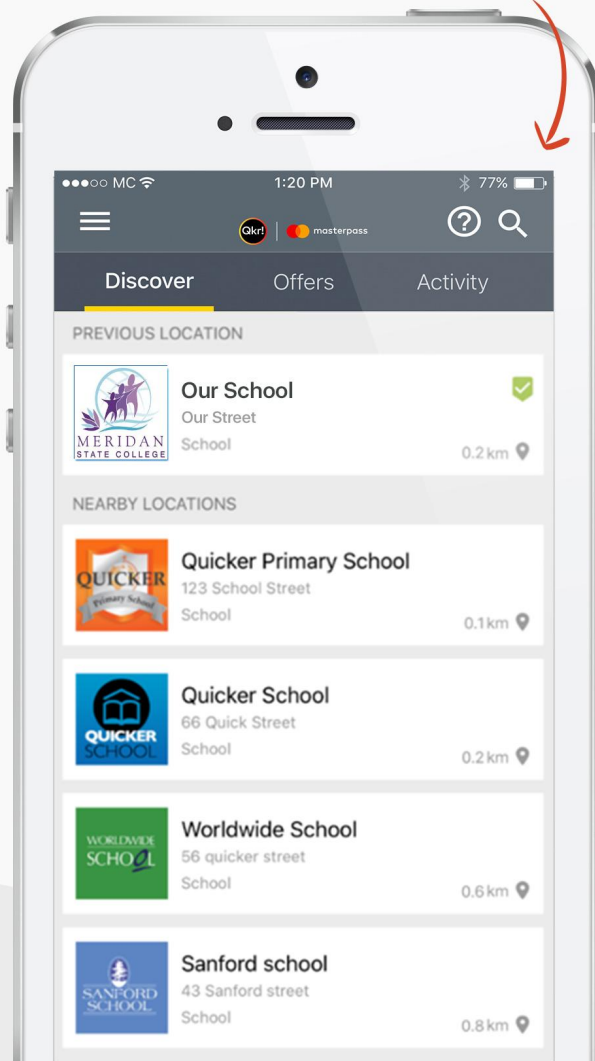 MC
1:20 PM
77%
Qkr!
masterpass
Discover
Offers
Activity
PREVIOUS LOCATION
MERIDAN
STATE COLLEGE
Our School
Our Street
School
0.2 km
NEARBY LOCATIONS
QUICKER
Primary School
Quicker Primary School
123 School Street
School
0.1 km
QUICKER
SCHOOL
Quicker School
66 Quick Street
School
0.2 km
WORLDWIDE
SCHOOL
Worldwide School
56 quicker street
School
0.6 km
SANFORD
SCHOOL
Sanford school
43 Sanford street
School
0.8 km